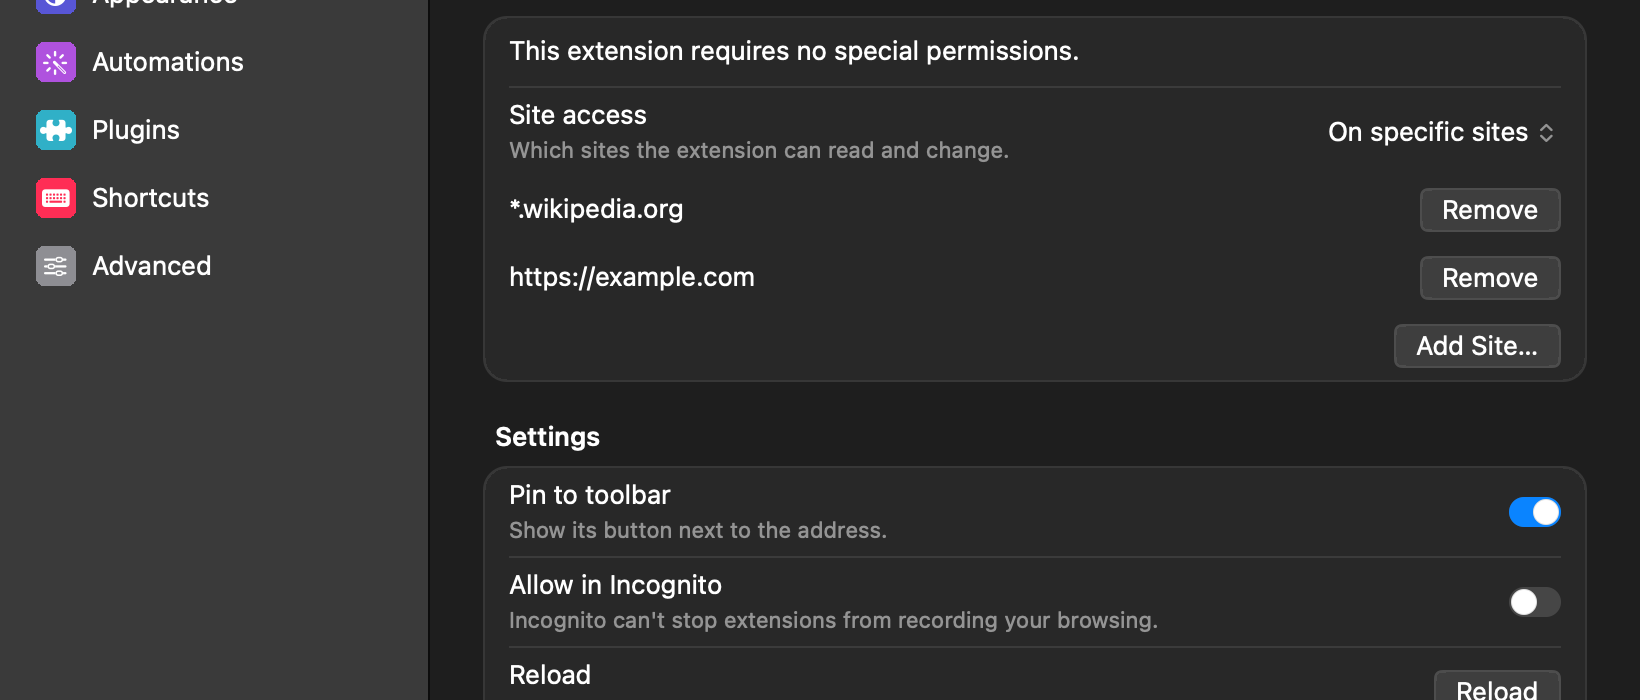 Appearance
Automations
Plugins
Shortcuts
Advanced
This extension requires no special permissions.
Site access
Which sites the extension can read and change.
On specific sites
*.wikipedia.org
Remove
https://example.com
Remove
Add Site...
Settings
Pin to toolbar
Show its button next to the address.
Allow in Incognito
Incognito can't stop extensions from recording your browsing.
Reload
Reload